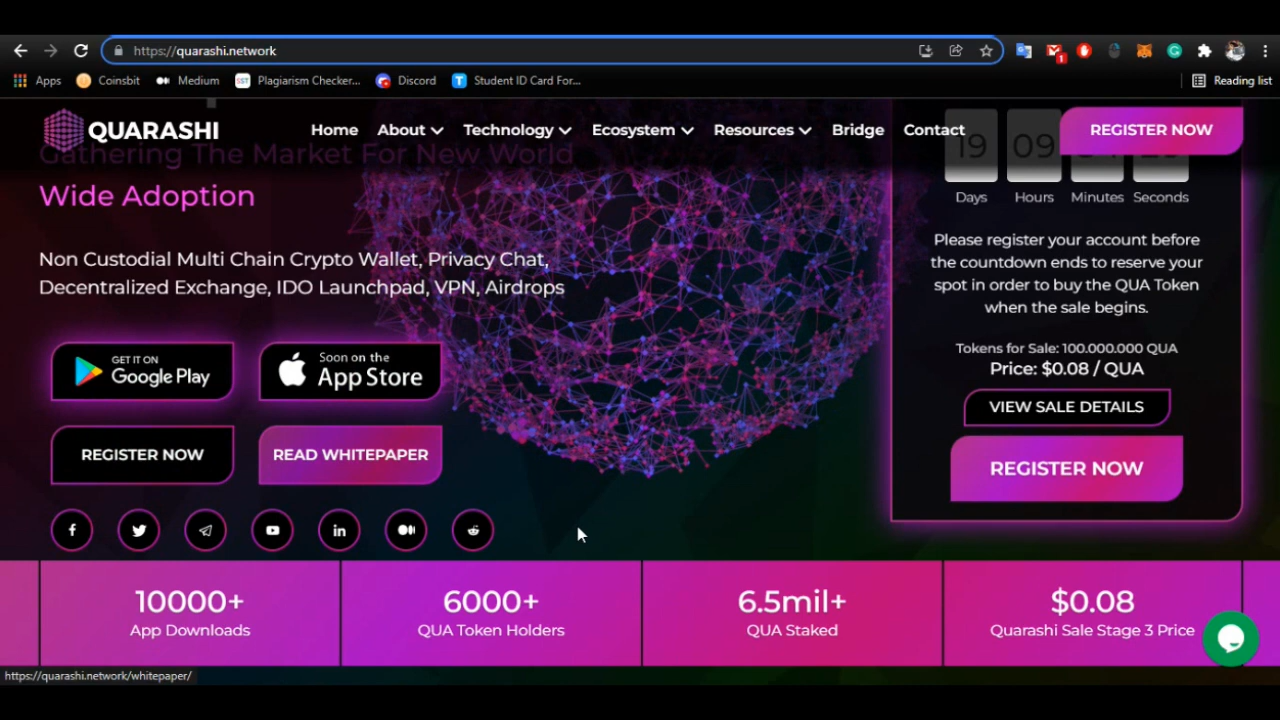 https://quarashi.network
Apps
Coinsbit
Medium
Plagiarism Checker...
Discord
Student ID Card For...
Reading list
QUARASHI
Home
About
Technology
Ecosystem
Resources
Bridge
Contact
REGISTER NOW
Gathering The Market For New World
Wide Adoption
Non Custodial Multi Chain Crypto Wallet, Privacy Chat,
Decentralized Exchange, IDO Launchpad, VPN, Airdrops
GET IT ON
Google Play
Soon on the
App Store
REGISTER NOW
READ WHITEPAPER
19 09
Days Hours Minutes Seconds
Please register your account before
the countdown ends to reserve your
spot in order to buy the QUA Token
when the sale begins.
Tokens for Sale: 100.000.000 QUA
Price: $0.08 / QUA
VIEW SALE DETAILS
REGISTER NOW
10000+
App Downloads
6000+
QUA Token Holders
6.5mil+
QUA Staked
$0.08
Quarashi Sale Stage 3 Price
https://quarashi.network/whitepaper/